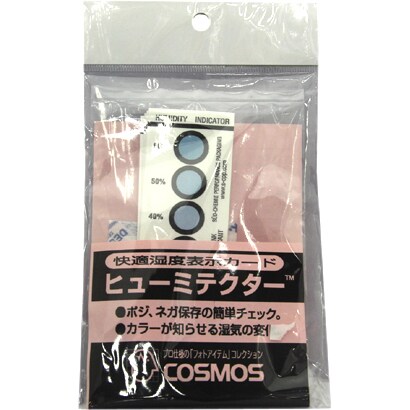 HUMIDITY INDICATOR
50%
40%
快適湿度表示カード
ヒューミテクター™
●ポジ、ネガ保存の簡単チェック。
●カラーが知らせる湿気の変化
プロ仕様の「フォトアイテム」コレクション
COSMOS